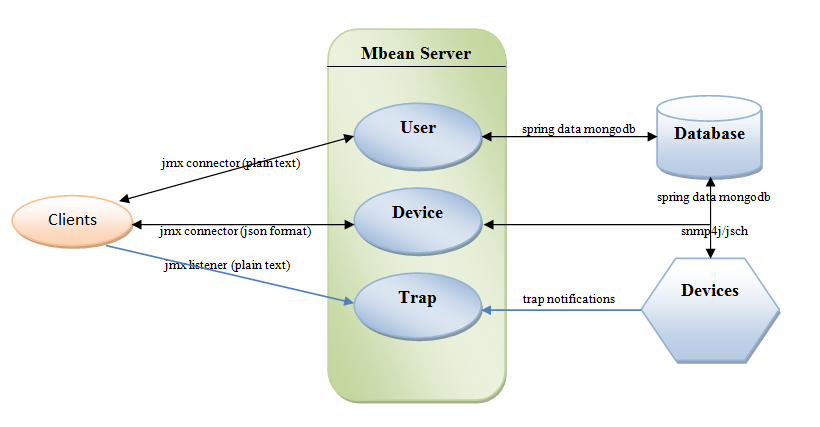 Mbean Server
User
spring data mongodb
Database
jmx connector (plain text)
spring data mongodb
Clients
Device
jmx connector (json format)
snmp4j/jsch
jmx listener (plain text)
Trap
trap notifications
Devices